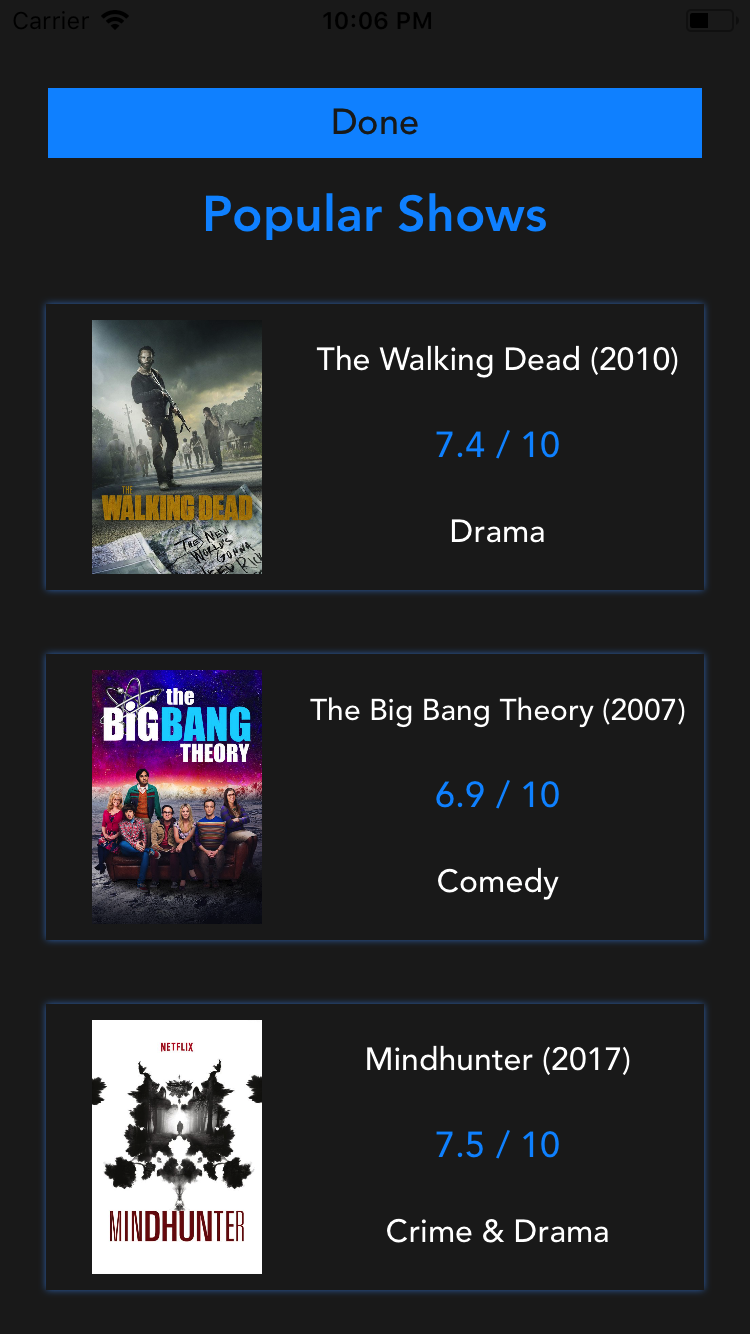 Carrier 10:06 PM
Done
Popular Shows
The Walking Dead (2010)
7.4 / 10
Drama
THE
WALKING DEAD
THE NEW
WORLD'S
GONNA
NEED RICK
the
BIGBANG
THEORY
The Big Bang Theory (2007)
6.9 / 10
Comedy
NETFLIX
MINDHUNTER
Mindhunter (2017)
7.5 / 10
Crime & Drama